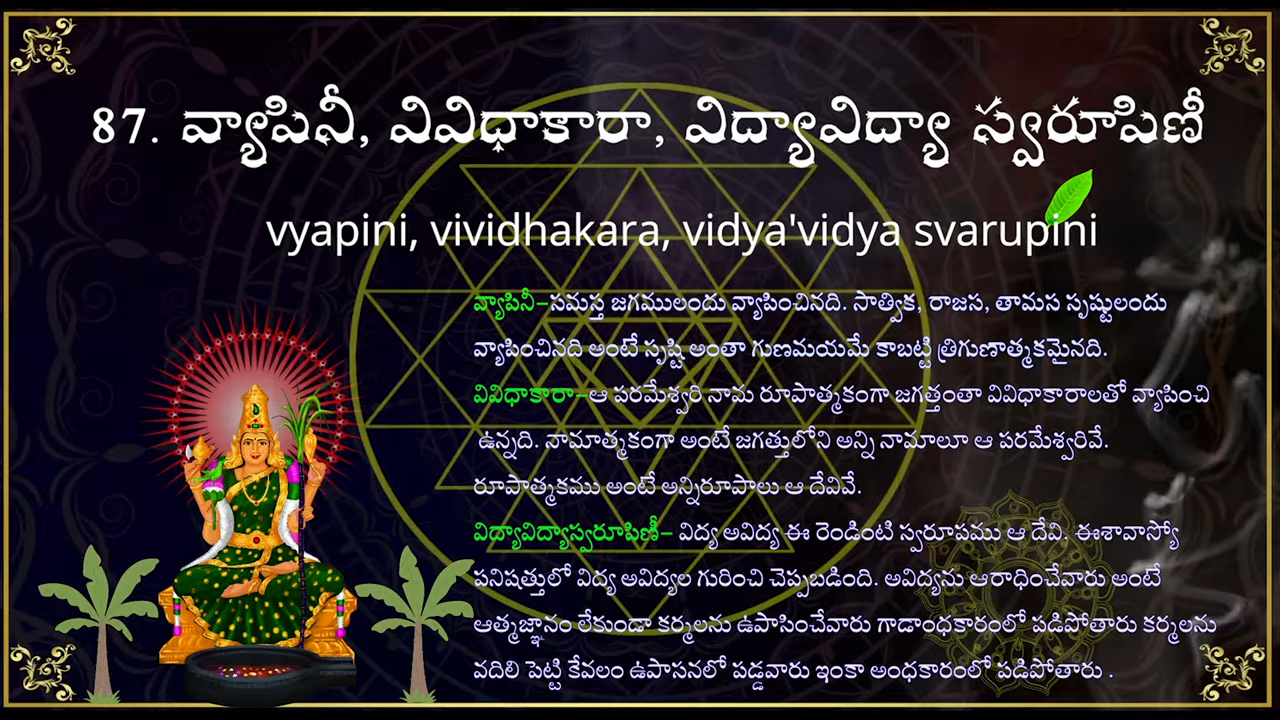 87. వ్యాపినీ, వివిధాకారా, విద్యావిద్యా స్వరూపిణీ
vyapini, vividhakara, vidya'vidya svarupini
వ్యాపినీ–సమస్త జగములందు వ్యాపించినది. సాత్విక, రాజస, తామస సృష్టులందు
వ్యాపించినది అంటే సృష్టి అంతా గుణమయమే కాబట్టి త్రిగుణాత్మకమైనది.
వివిధాకారా–ఆ పరమేశ్వరి నామ రూపాత్మకంగా జగత్తంతా వివిధాకారాలతో వ్యాపించి
ఉన్నది. నామాత్మకంగా అంటే జగత్తులోని అన్ని నామాలూ ఆ పరమేశ్వరివే.
రూపాత్మకము అంటే అన్నిరూపాలు ఆ దేవివే.
విద్యావిద్యాస్వరూపిణీ– విద్య అవిద్య ఈ రెండింటి స్వరూపము ఆ దేవి. ఈశావాస్యో
పనిషత్తులో విద్య అవిద్యల గురించి చెప్పబడింది. అవిద్యను ఆరాధించేవారు అంటే
ఆత్మజ్ఞానం లేకుండా కర్మలను ఉపాసించేవారు గాడాంధకారంలో పడిపోతారు కర్మలను
వదిలి పెట్టి కేవలం ఉపాసనలో పడ్డవారు ఇంకా అంధకారంలో పడిపోతారు .